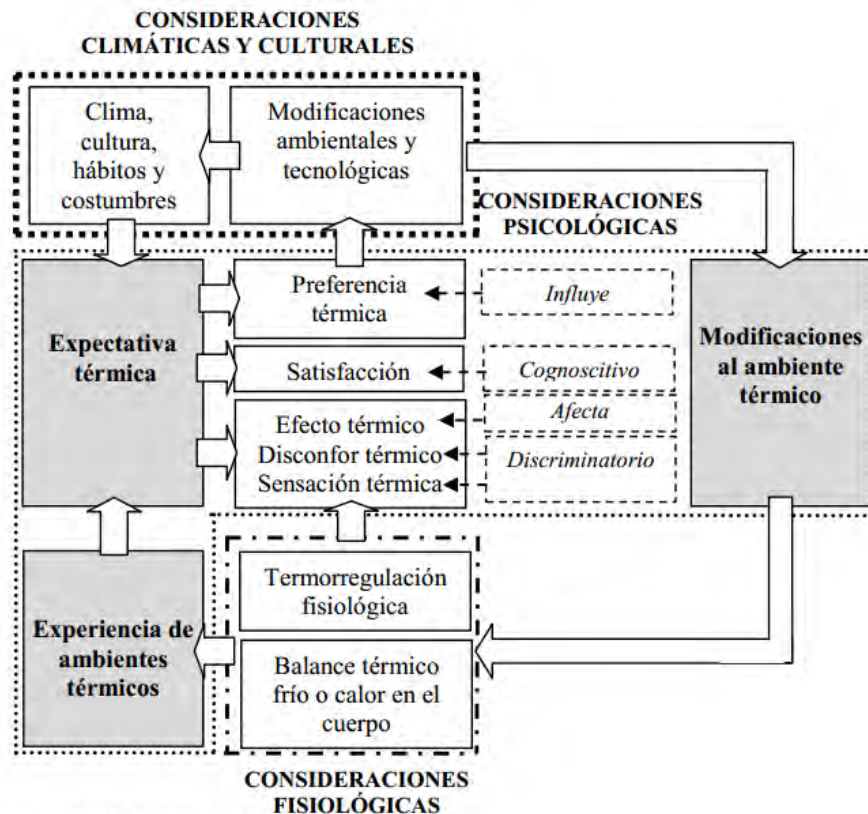 CONSIDERACIONES
CLIMÁTICAS Y CULTURALES
Clima,
cultura,
hábitos y
costumbres
Modificaciones
ambientales y
tecnológicas
CONSIDERACIONES
PSICOLÓGICAS
Expectativa
térmica
Preferencia
térmica
Influye
Satisfacción
Cognoscitivo
Efecto térmico
Disconfor térmico
Sensación térmica
Afecta
Discriminatorio
Modificaciones
al ambiente
térmico
Experiencia de
ambientes
térmicos
Termorregulación
fisiológica
Balance térmico
frío o calor en el
cuerpo
CONSIDERACIONES
FISIOLÓGICAS